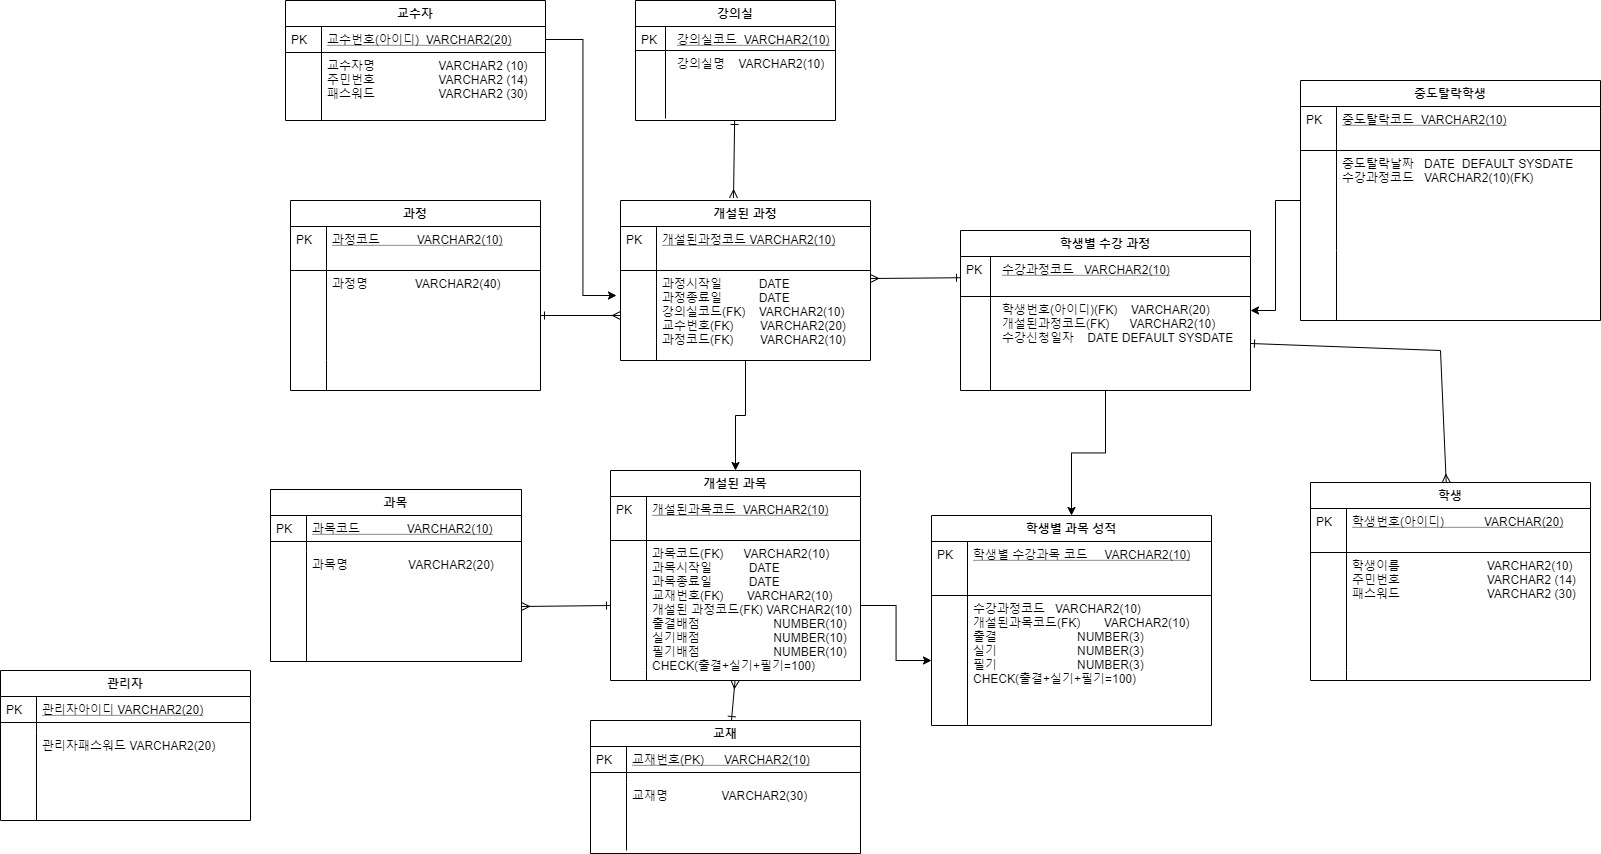 교수자
PK 교수번호(아이디) VARCHAR2(20)
교수자명 VARCHAR2 (10)
주민번호 VARCHAR2 (14)
패스워드 VARCHAR2 (30)
강의실
PK 강의실코드 VARCHAR2(10)
강의실명 VARCHAR2(10)
중도탈락학생
PK 중도탈락코드 VARCHAR2(10)
중도탈락날짜 DATE DEFAULT SYSDATE
수강과정코드 VARCHAR2(10)(FK)
과정
PK 과정코드 VARCHAR2(10)
과정명 VARCHAR2(40)
개설된 과정
PK 개설된과정코드 VARCHAR2(10)
과정시작일 DATE
과정종료일 DATE
강의실코드(FK) VARCHAR2(10)
교수번호(FK) VARCHAR2(20)
과정코드(FK) VARCHAR2(10)
학생별 수강 과정
PK 수강과정코드 VARCHAR2(10)
학생번호(아이디)(FK) VARCHAR(20)
개설된과정코드(FK) VARCHAR2(10)
수강신청일자 DATE DEFAULT SYSDATE
과목
PK 과목코드 VARCHAR2(10)
과목명 VARCHAR2(20)
개설된 과목
PK 개설된과목코드 VARCHAR2(10)
과목코드(FK) VARCHAR2(10)
과목시작일 DATE
과목종료일 DATE
교재번호(FK) VARCHAR2(10)
개설된 과정코드(FK) VARCHAR2(10)
출결배점 NUMBER(10)
실기배점 NUMBER(10)
필기배점 NUMBER(10)
CHECK(출결+실기+필기=100)
학생별 과목 성적
PK 학생별 수강과목 코드 VARCHAR2(10)
수강과정코드 VARCHAR2(10)
개설된과목코드(FK) VARCHAR2(10)
출결 NUMBER(3)
실기 NUMBER(3)
필기 NUMBER(3)
CHECK(출결+실기+필기=100)
학생
PK 학생번호(아이디) VARCHAR(20)
학생이름 VARCHAR2(10)
주민번호 VARCHAR2 (14)
패스워드 VARCHAR2 (30)
관리자
PK 관리자아이디 VARCHAR2(20)
관리자패스워드 VARCHAR2(20)
교재
PK 교재번호(PK) VARCHAR2(10)
교재명 VARCHAR2(30)